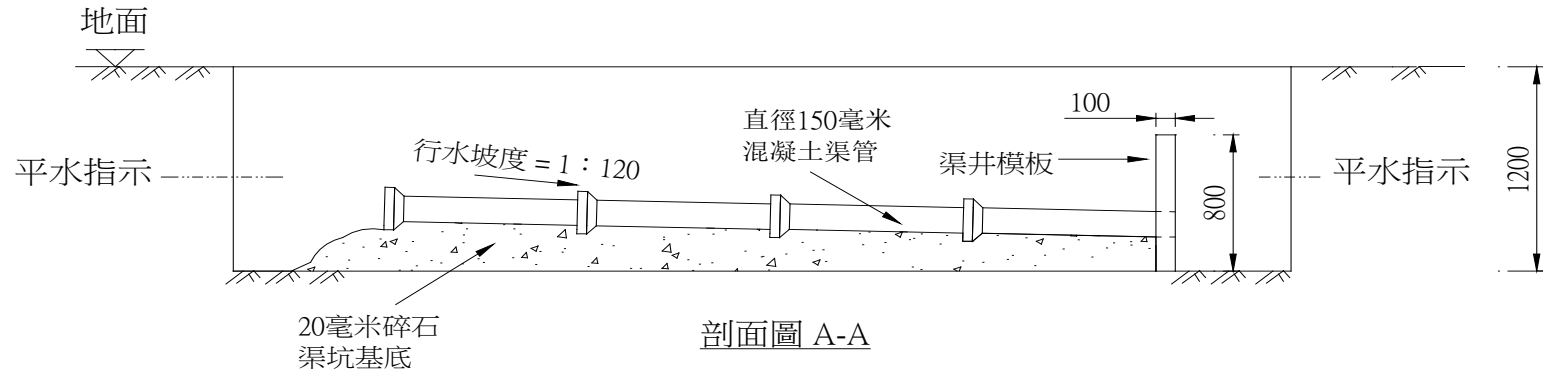 地面
100
直徑150毫米
混凝土渠管
行水坡度 = 1：120
渠井模板
平水指示
平水指示
800
1200
20毫米碎石
渠坑基底
剖面圖 A-A